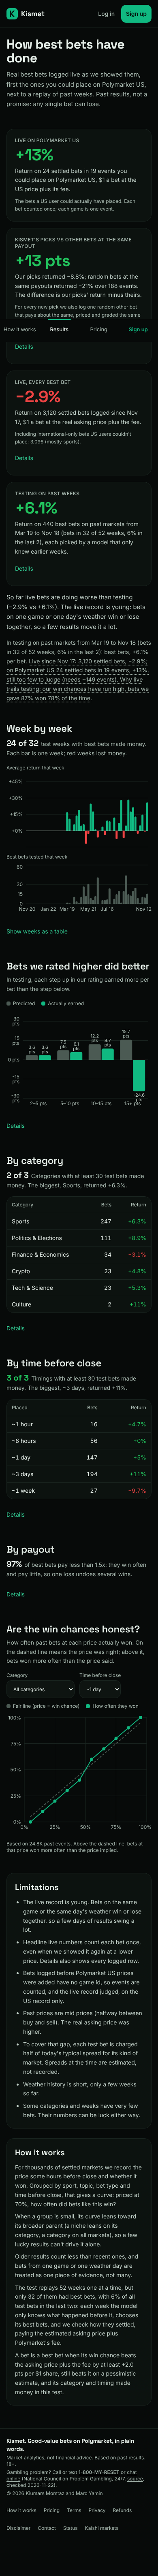 Kismet
Log in
Sign up
How best bets have
done
Real best bets logged live as we showed them,
first the ones you could place on Polymarket US,
next to a replay of past weeks. Results, not a
promise: any single bet can lose.
LIVE ON POLYMARKET US
+13%
Return on 24 settled bets in 19 events you
could place on Polymarket US, $1 a bet at the
US price plus its fee.
The bets a US user could actually have placed. Each
bet counted once; each game is one event.
KISMET'S PICKS VS OTHER BETS AT THE SAME
PAYOUT
+13 pts
Our picks returned −8.8%; random bets at the
same payouts returned −21% over 188 events.
The difference is our picks' return minus theirs.
For every one we picked, we also log one random other bet
How it works
Results
Pricing
Sign up
Details
LIVE, EVERY BEST BET
−2.9%
Return on 3,120 settled bets logged since Nov
17, $1 a bet at the real asking price plus the fee.
Including international-only bets US users couldn't
place: 3,096 (mostly sports).
Details
TESTING ON PAST WEEKS
+6.1%
Return on 440 best bets on past markets from
Mar 19 to Nov 18 (bets in 32 of 52 weeks, 6% in
the last 2), each picked by a model that only
knew earlier weeks.
Details
So far live bets are doing worse than testing
(−2.9% vs +6.1%). The live record is young: bets
on one game or one day's weather win or lose
together, so a few days can swing it a lot.
In testing on past markets from Mar 19 to Nov 18 (bets
in 32 of 52 weeks, 6% in the last 2): best bets, +6.1%
per bet. Live since Nov 17: 3,120 settled bets, −2.9%;
on Polymarket US 24 settled bets in 19 events, +13%,
still too few to judge (needs ~149 events). Why live
trails testing: our win chances have run high, bets we
gave 87% won 78% of the time.
Week by week
24 of 32 test weeks with best bets made money.
Each bar is one week; red weeks lost money.
Average return that week
+45%
+30%
+15%
+0%
Best bets tested that week
60
30
15
0
Nov 20
Jan 22
Mar 19
May 21
Jul 16
Nov 12
Show weeks as a table
Bets we rated higher did better
In testing, each step up in our rating earned more per
bet than the step below.
Predicted
Actually earned
30
pts
15
pts
0 pts
−15
pts
−30
pts
3.6
pts
3.8
pts
7.5
pts
6.1
pts
12.2
pts
8.7
pts
15.7
pts
-24.6
pts
2–5 pts
5–10 pts
10–15 pts
15+ pts
Details
By category
2 of 3 Categories with at least 30 test bets made
money. The biggest, Sports, returned +6.3%.
Category
Bets
Return
Sports
247
+6.3%
Politics & Elections
111
+8.9%
Finance & Economics
34
−3.1%
Crypto
23
+4.8%
Tech & Science
23
+5.3%
Culture
2
+11%
Details
By time before close
3 of 3 Timings with at least 30 test bets made
money. The biggest, ~3 days, returned +11%.
Placed
Bets
Return
~1 hour
16
+4.7%
~6 hours
56
+0%
~1 day
147
+5%
~3 days
194
+11%
~1 week
27
−9.7%
Details
By payout
97% of best bets pay less than 1.5x: they win often
and pay little, so one loss undoes several wins.
Details
Are the win chances honest?
How often past bets at each price actually won. On
the dashed line means the price was right; above it,
bets won more often than the price said.
Category
Time before close
All categories
~1 day
Fair line (price = win chance)
How often they won
100%
75%
50%
25%
0%
0%
25%
50%
75%
100%
Based on 24.8K past events. Above the dashed line, bets at
that price won more often than the price implied.
Limitations
The live record is young. Bets on the same
game or the same day's weather win or lose
together, so a few days of results swing it a
lot.
Headline live numbers count each bet once,
even when we showed it again at a later
price. Details also shows every logged row.
Bets logged before Polymarket US prices
were added have no game id, so some events
are counted, and the live record judged, on the
US record only.
Past prices are mid prices (halfway between
buy and sell). The real asking price was
higher.
To cover that gap, each test bet is charged
half of today's typical spread for its kind of
market. Spreads at the time are estimated,
not recorded.
Weather history is short, only a few weeks
so far.
Some categories and weeks have very few
bets. Their numbers can be luck either way.
How it works
For thousands of settled markets we record the
price some hours before close and whether it
won. Grouped by sport, topic, bet type and
time before close, that gives a curve: priced at
70%, how often did bets like this win?
When a group is small, its curve leans toward
its broader parent (a niche leans on its
category, a category on all markets), so a few
lucky results can't drive it alone.
Older results count less than recent ones, and
bets from one game or one weather day are
treated as one piece of evidence, not many.
The test replays 52 weeks one at a time, but
only 32 of them had best bets, with 6% of all
test bets in the last two; each week the model
only knows what happened before it, chooses
its best bets, and we check how they settled,
paying the estimated asking price plus
Polymarket's fee.
A bet is a best bet when its win chance beats
the asking price plus the fee by at least +2.0
pts per $1 share, still beats it on a pessimistic
estimate, and its category and timing made
money in this test.
Kismet. Good-value bets on Polymarket, in plain
words.
Market analytics, not financial advice. Based on past results.
18+.
Gambling problem? Call or text 1-800-MY-RESET or chat
online (National Council on Problem Gambling, 24/7, source,
checked 2026-11-22).
© 2026 Kiumars Momtaz and Marc Yamin
How it works
Pricing
Terms
Privacy
Refunds
Disclaimer
Contact
Status
Kalshi markets